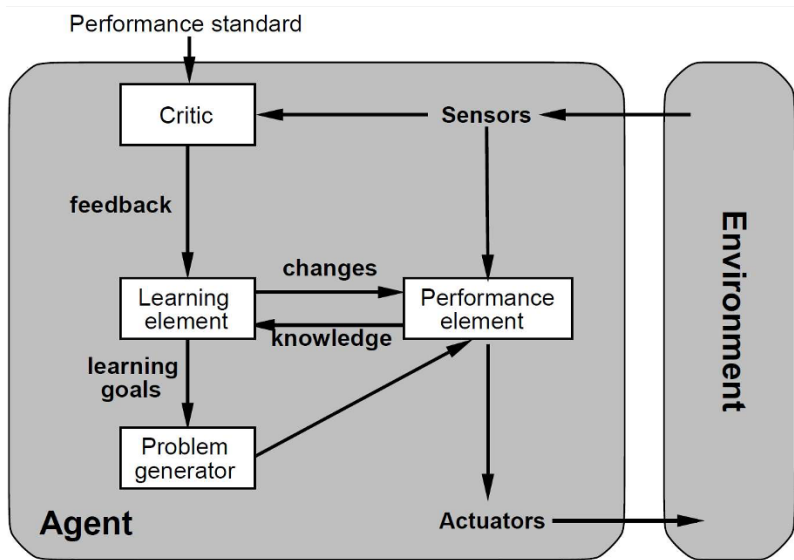 Performance standard
Critic
Sensors
feedback
changes
Learning
element
Performance
element
knowledge
learning
goals
Problem
generator
Agent
Actuators
Environment